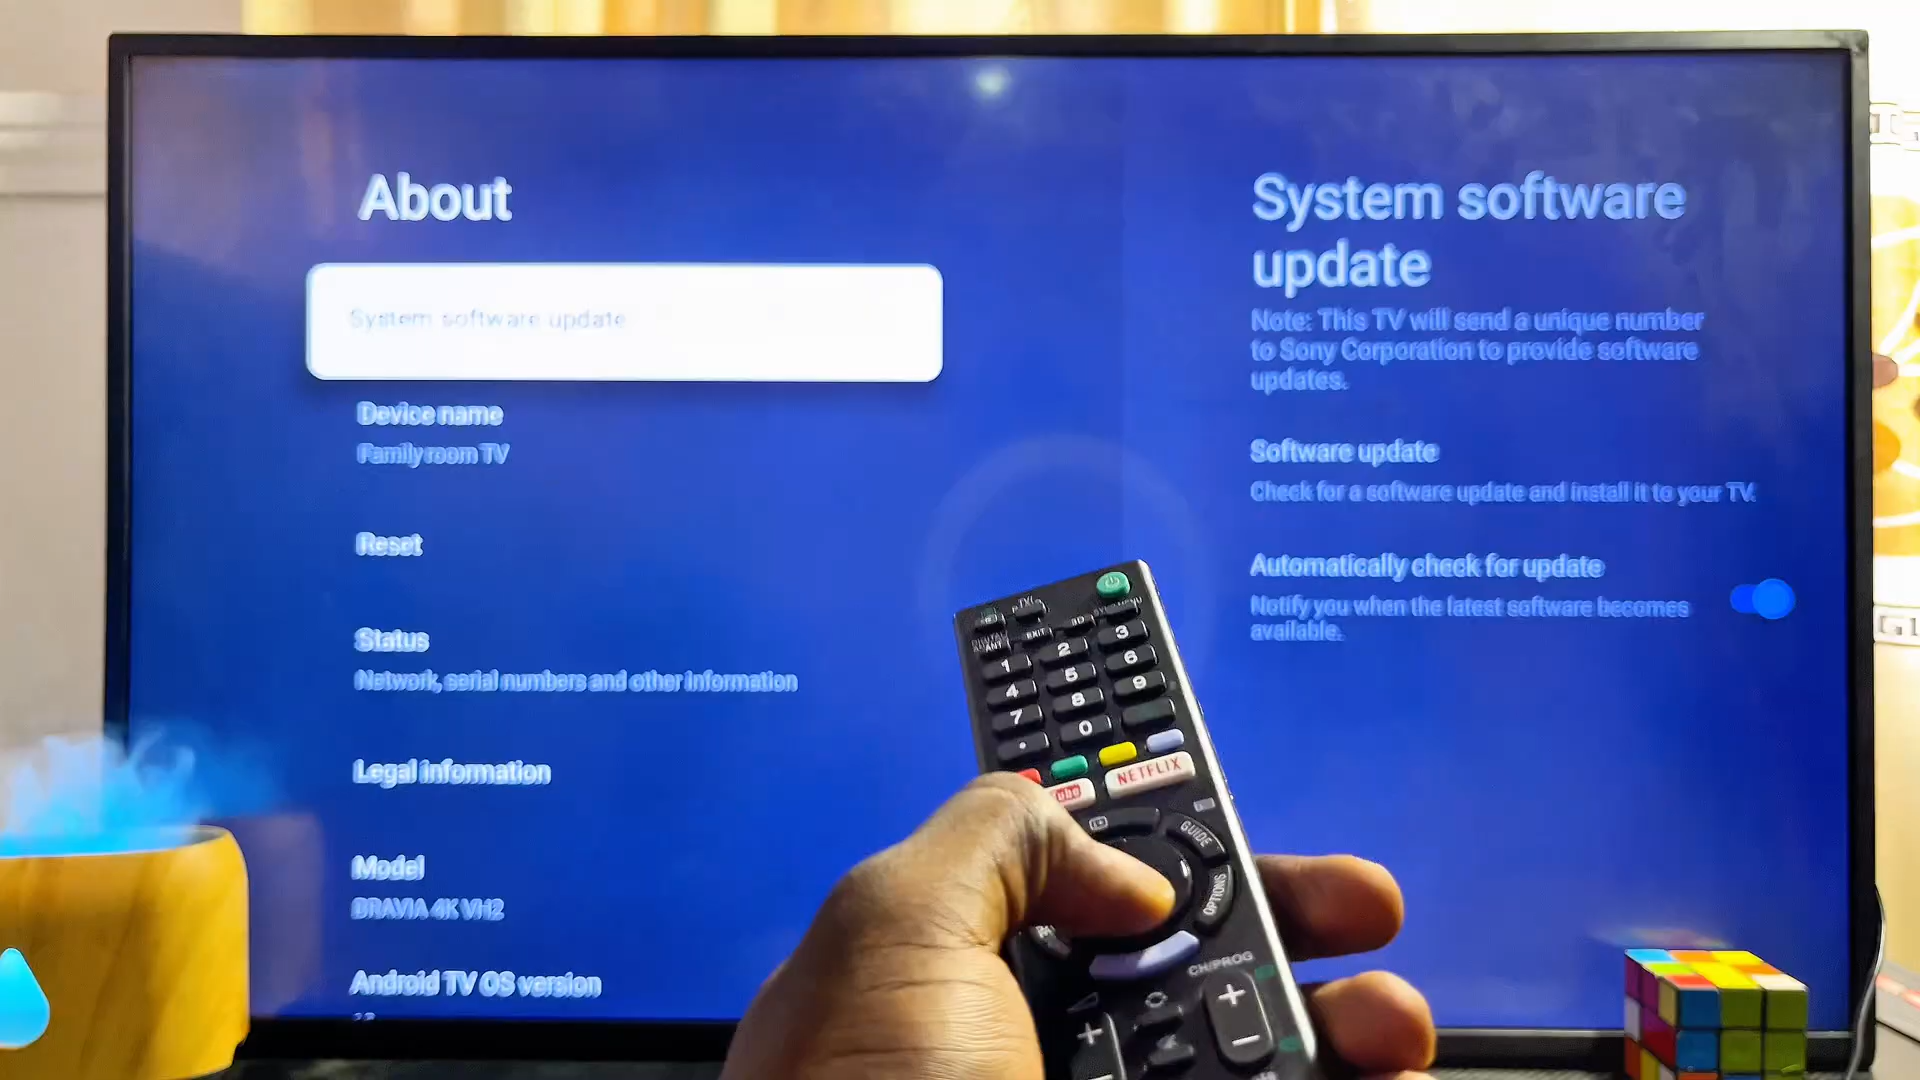 About
System software update
Device name
Family room TV
Reset
Status
Network, serial numbers and other information
Legal information
Model
BRAVIA 4K VH2
Android TV OS version
System software
update
Note: This TV will send a unique number
to Sony Corporation to provide software
updates.
Software update
Check for a software update and install it to your TV.
Automatically check for update
Notify you when the latest software becomes
available.
DIGITAL
EXIT
3D
ANT
1 2 3
4 5 6
7 8 9
0
NETFLIX
GUIDE
OPTIONS
CH/PROG
+ +
−